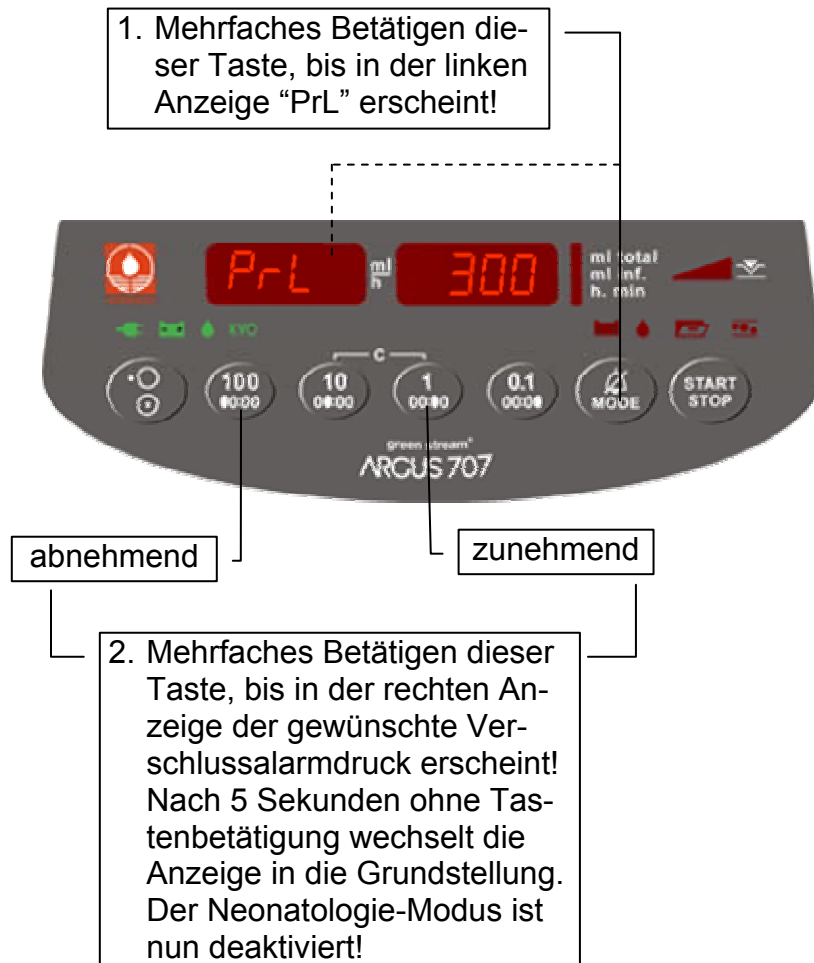 1. Mehrfaches Betätigen die-
ser Taste, bis in der linken
Anzeige “PrL” erscheint!
PrL ml/h 300
ml total
ml inf.
h. min
KVO
C
100 10 1 0.1 MODE START
00:00 00:00 00:00 00:00 STOP
green stream®
ARGUS 707
abnehmend
zunehmend
2. Mehrfaches Betätigen dieser
Taste, bis in der rechten An-
zeige der gewünschte Ver-
schlussalarmdruck erscheint!
Nach 5 Sekunden ohne Tas-
tenbetätigung wechselt die
Anzeige in die Grundstellung.
Der Neonatologie-Modus ist
nun deaktiviert!